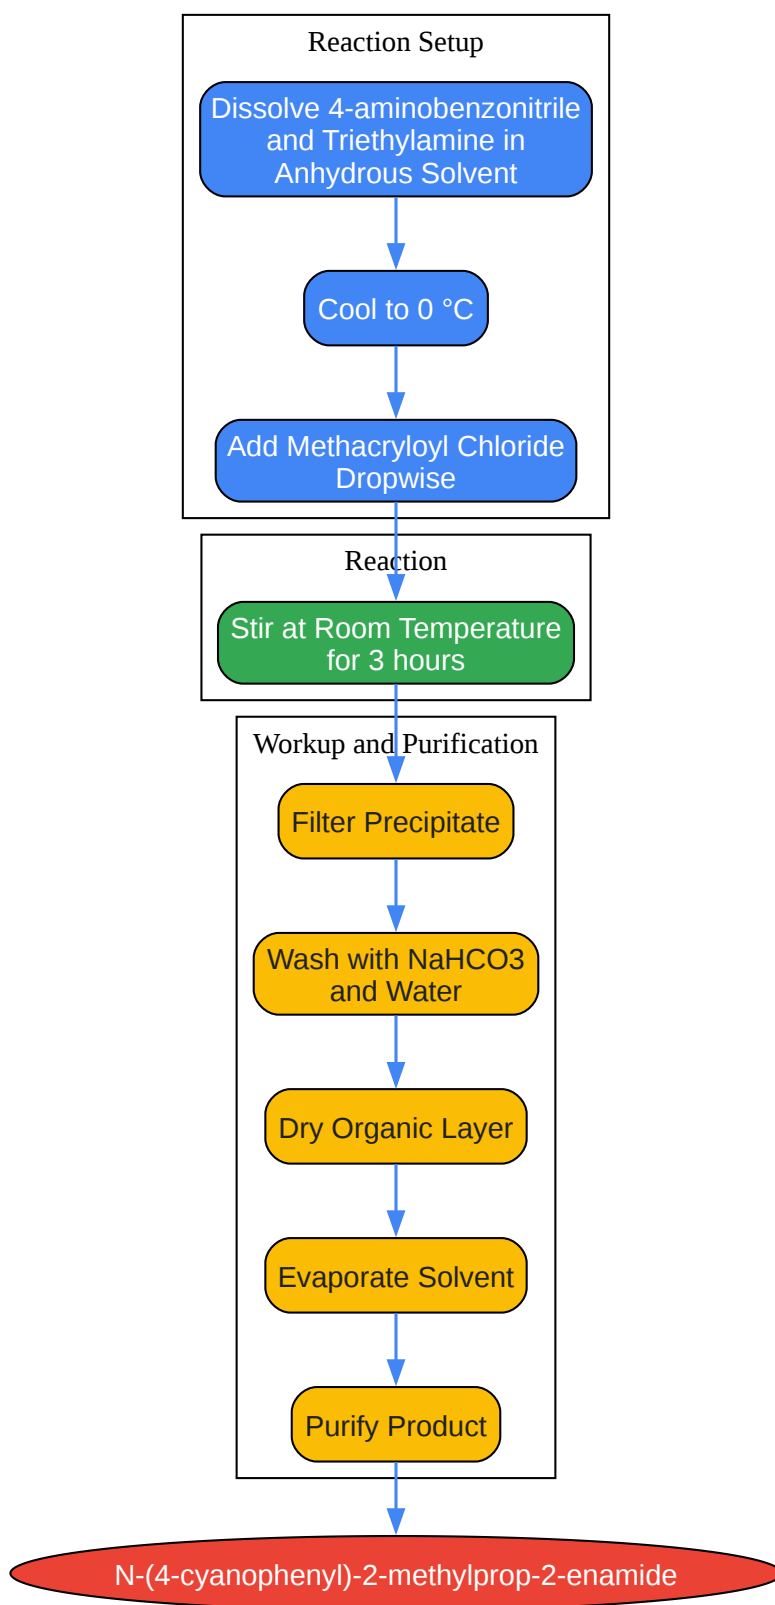 Reaction Setup
Dissolve 4-aminobenzonitrile
and Triethylamine in
Anhydrous Solvent
Cool to 0 °C
Add Methacryloyl Chloride
Dropwise
Reaction
Stir at Room Temperature
for 3 hours
Workup and Purification
Filter Precipitate
Wash with NaHCO3
and Water
Dry Organic Layer
Evaporate Solvent
Purify Product
N-(4-cyanophenyl)-2-methylprop-2-enamide